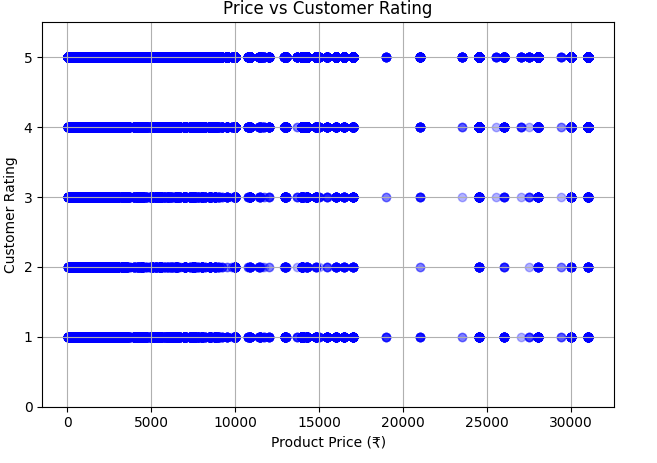 Price vs Customer Rating
Customer Rating
5
4
3
2
1
0
0 5000 10000 15000 20000 25000 30000
Product Price (₹)